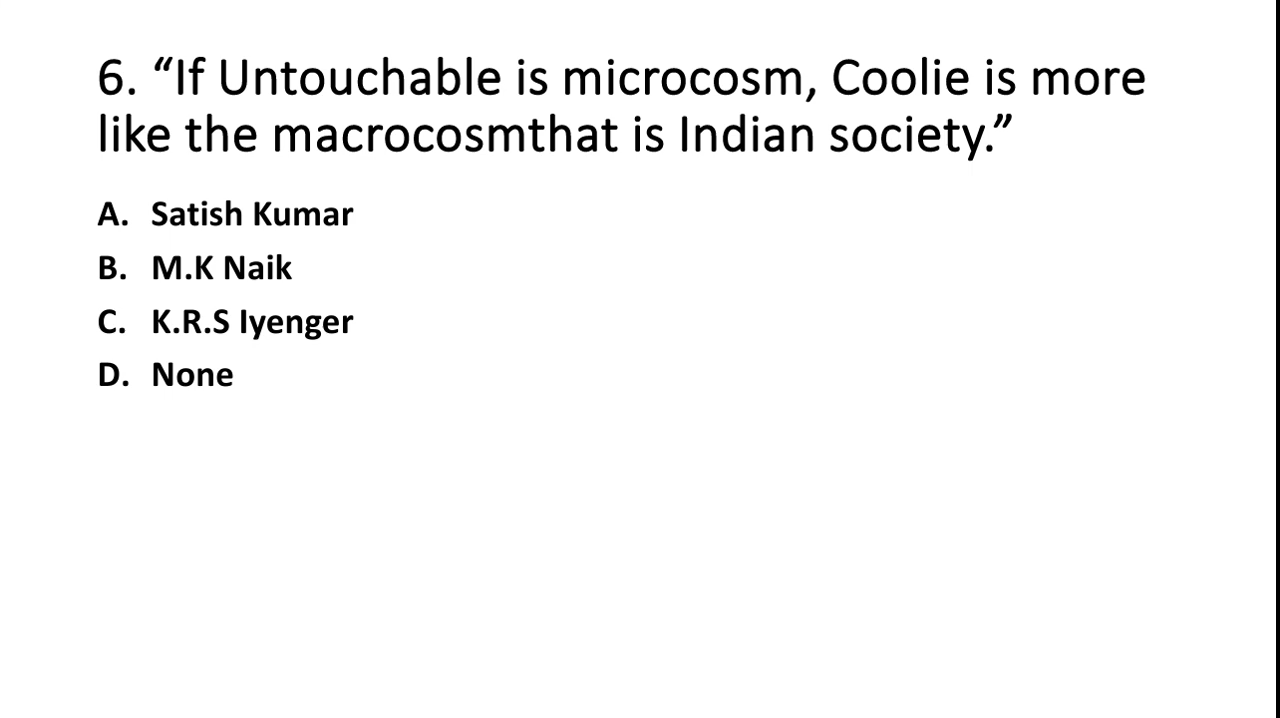 6. “If Untouchable is microcosm, Coolie is more
like the macrocosmthat is Indian society.”
A. Satish Kumar
B. M.K Naik
C. K.R.S Iyenger
D. None